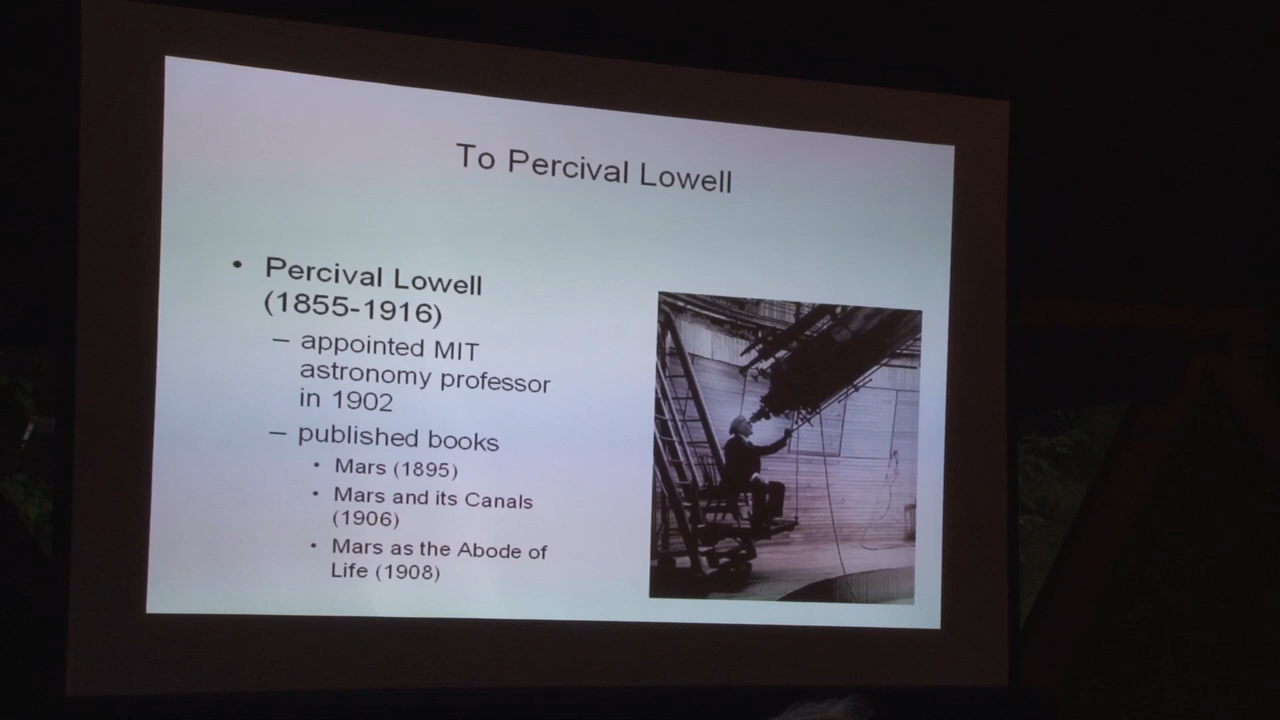 To Percival Lowell
• Percival Lowell
(1855-1916)
– appointed MIT
astronomy professor
in 1902
– published books
• Mars (1895)
• Mars and its Canals
(1906)
• Mars as the Abode of
Life (1908)